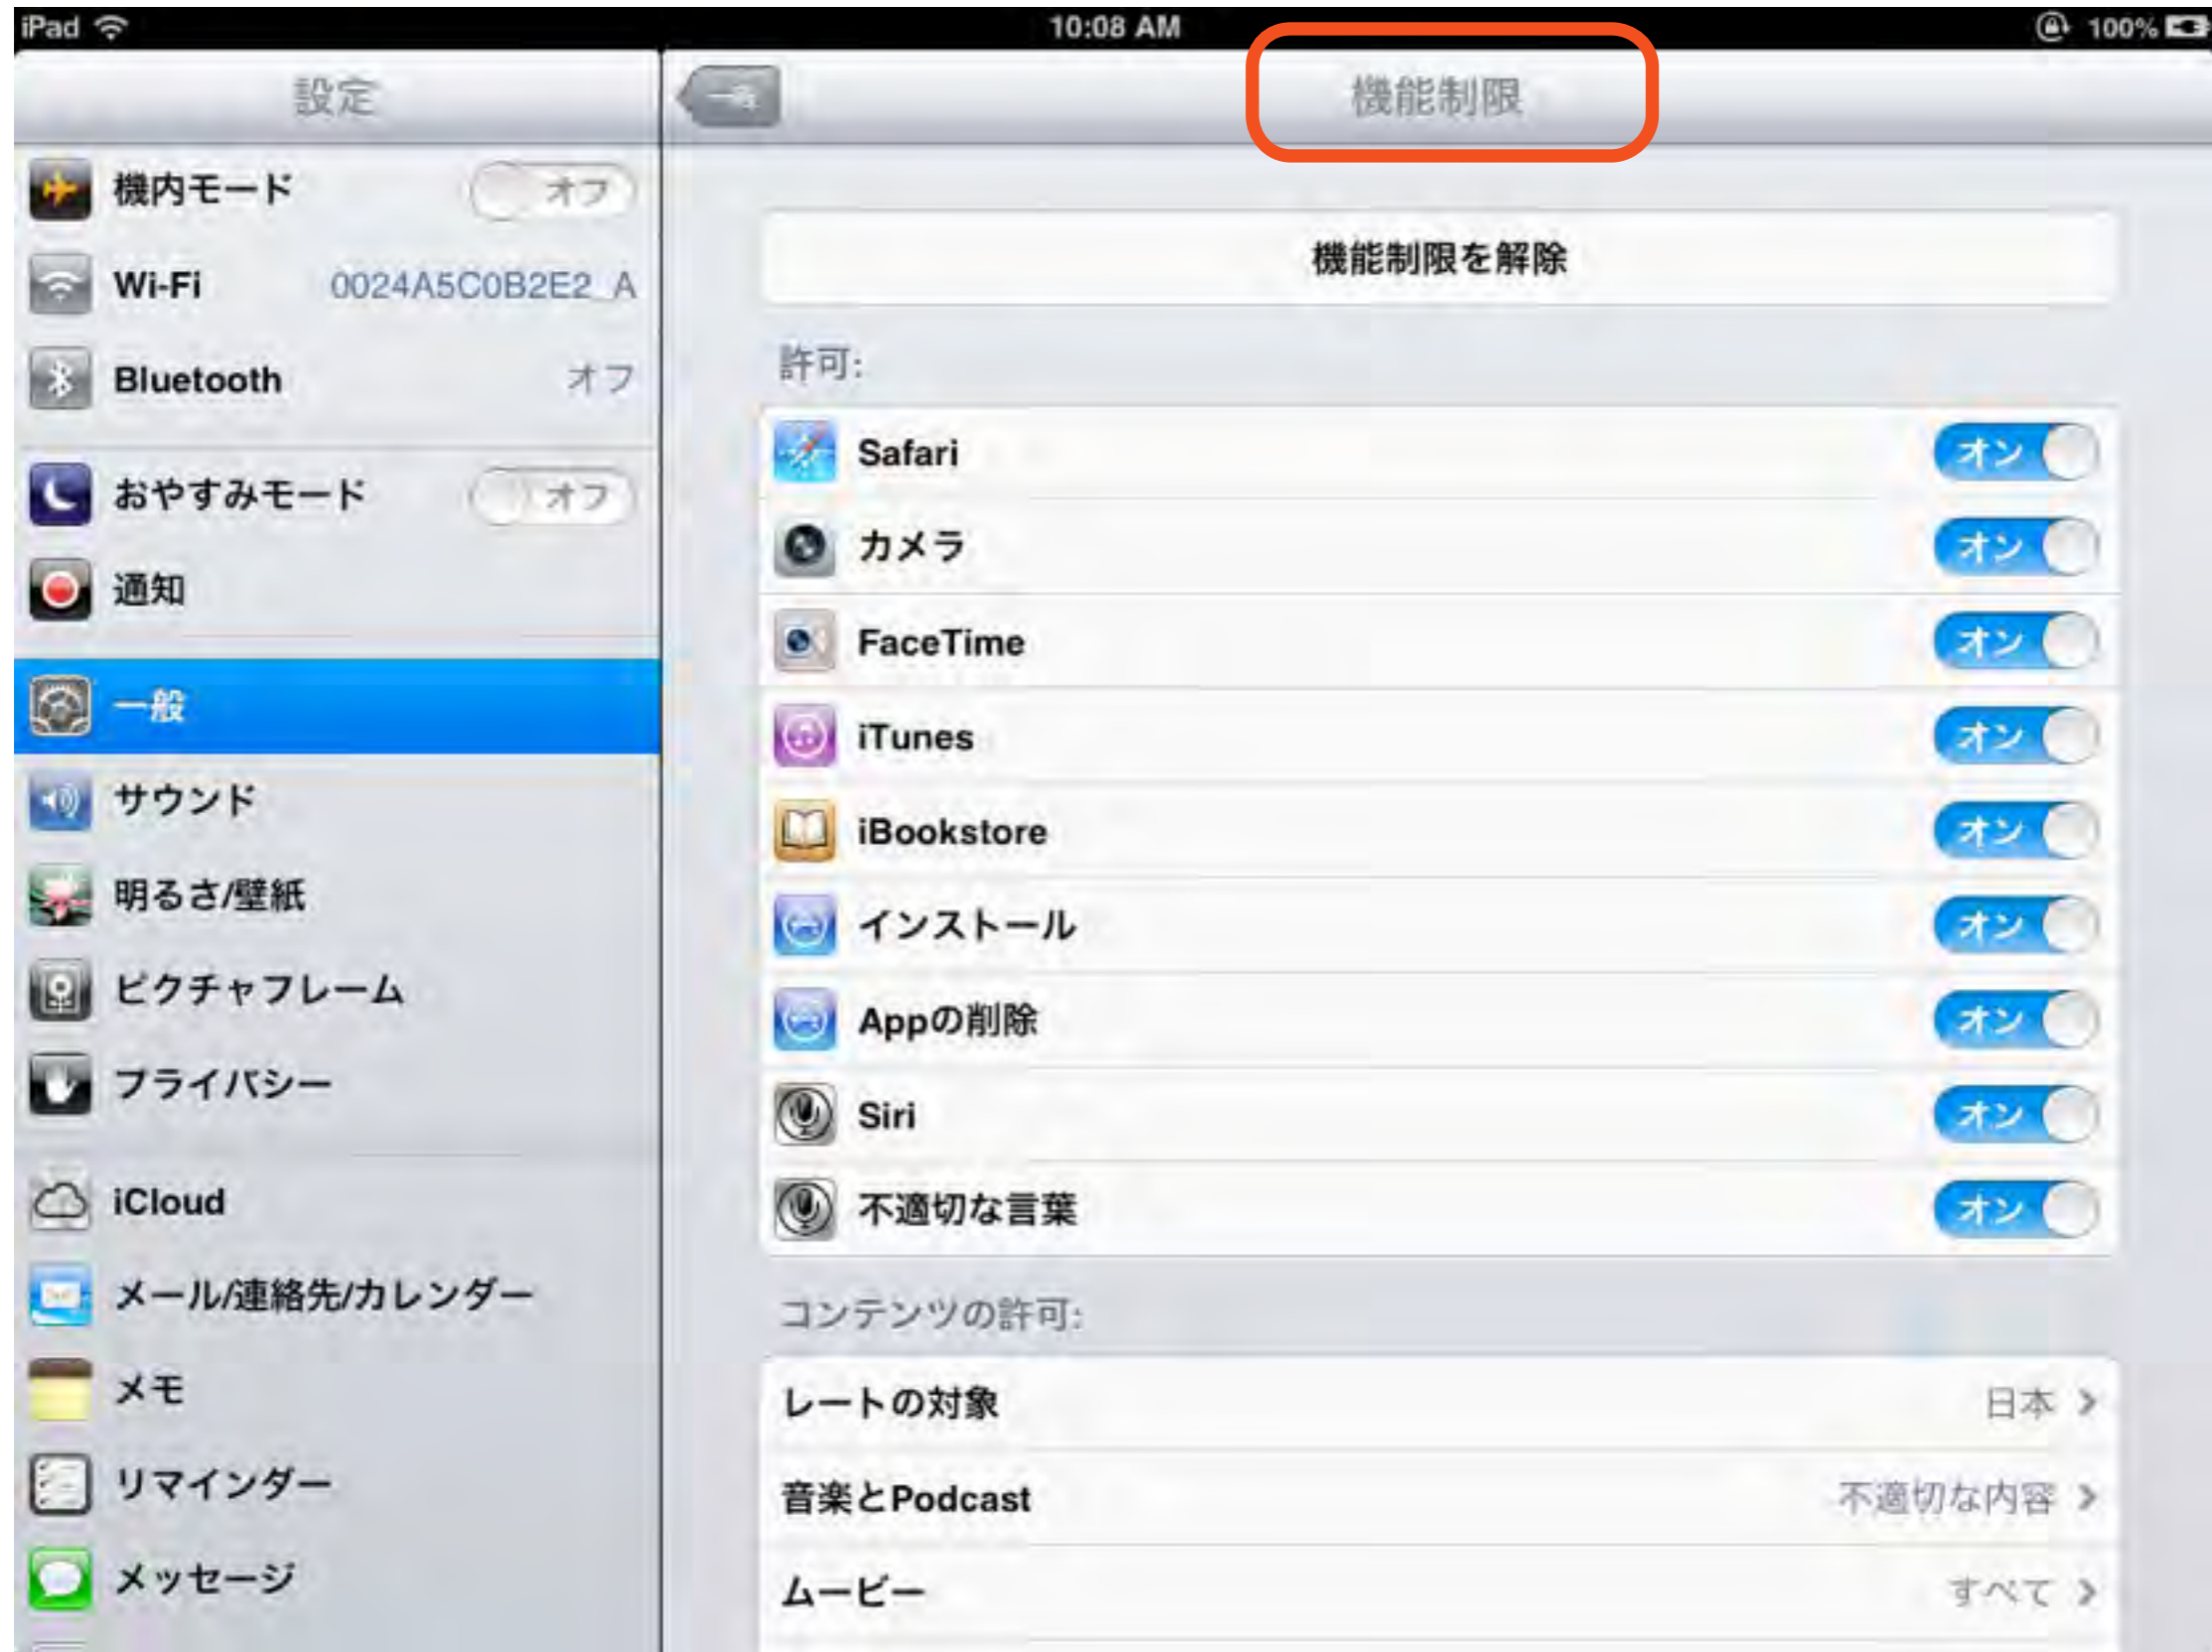 iPad
10:08 AM
100%
設定
一般
機能制限
機内モード オフ
Wi-Fi 0024A5C0B2E2_A
Bluetooth オフ
おやすみモード オフ
通知
一般
サウンド
明るさ/壁紙
ピクチャフレーム
プライバシー
iCloud
メール/連絡先/カレンダー
メモ
リマインダー
メッセージ
機能制限を解除
許可:
Safari オン
カメラ オン
FaceTime オン
iTunes オン
iBookstore オン
インストール オン
Appの削除 オン
Siri オン
不適切な言葉 オン
コンテンツの許可:
レートの対象 日本
音楽とPodcast 不適切な内容
ムービー すべて